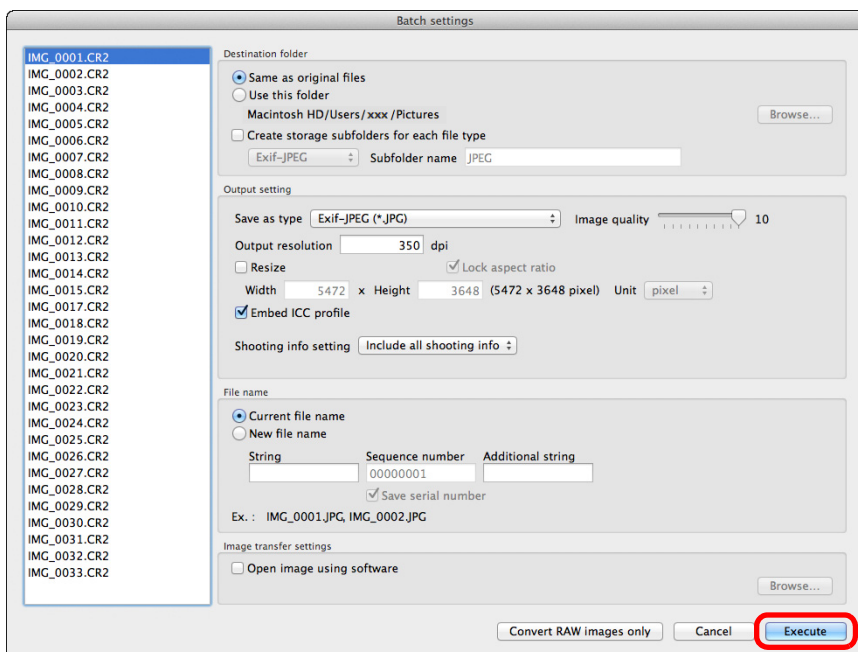 Batch settings
IMG_0001.CR2
IMG_0002.CR2
IMG_0003.CR2
IMG_0004.CR2
IMG_0005.CR2
IMG_0006.CR2
IMG_0007.CR2
IMG_0008.CR2
IMG_0009.CR2
IMG_0010.CR2
IMG_0011.CR2
IMG_0012.CR2
IMG_0013.CR2
IMG_0014.CR2
IMG_0015.CR2
IMG_0017.CR2
IMG_0018.CR2
IMG_0019.CR2
IMG_0020.CR2
IMG_0021.CR2
IMG_0022.CR2
IMG_0023.CR2
IMG_0024.CR2
IMG_0025.CR2
IMG_0026.CR2
IMG_0027.CR2
IMG_0028.CR2
IMG_0029.CR2
IMG_0030.CR2
IMG_0031.CR2
IMG_0032.CR2
IMG_0033.CR2
Destination folder
Same as original files
Use this folder
Macintosh HD/Users/xxx/Pictures Browse...
Create storage subfolders for each file type
Exif-JPEG Subfolder name JPEG
Output setting
Save as type Exif-JPEG (*.JPG) Image quality 10
Output resolution 350 dpi
Resize Lock aspect ratio
Width 5472 x Height 3648 (5472 x 3648 pixel) Unit pixel
Embed ICC profile
Shooting info setting Include all shooting info
File name
Current file name
New file name
String Sequence number Additional string
00000001
Save serial number
Ex. : IMG_0001.JPG, IMG_0002.JPG
Image transfer settings
Open image using software
Browse...
Convert RAW images only Cancel Execute